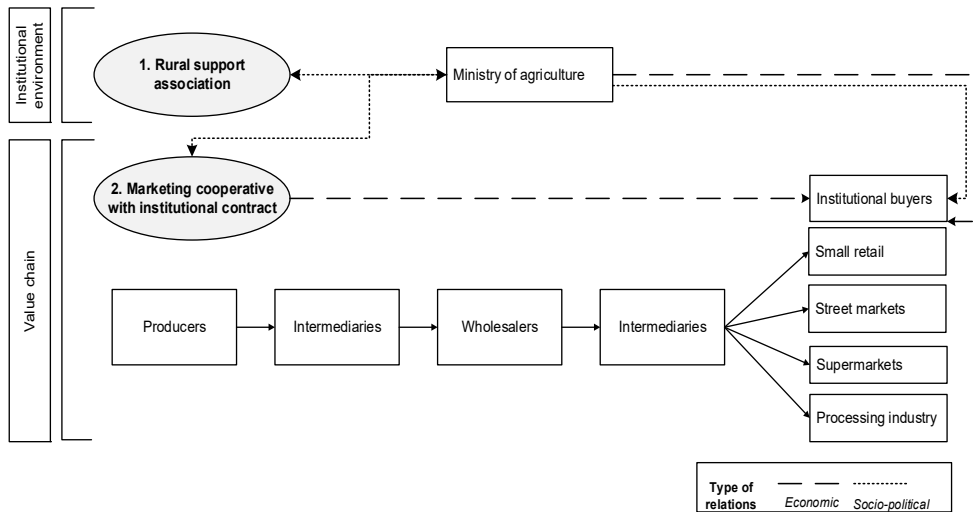 Institutional
environment
1. Rural support
association
Ministry of agriculture
Value chain
2. Marketing cooperative
with institutional contract
Institutional buyers
Small retail
Producers
Intermediaries
Wholesalers
Intermediaries
Street markets
Supermarkets
Processing industry
Type of
relations
Economic
Socio-political